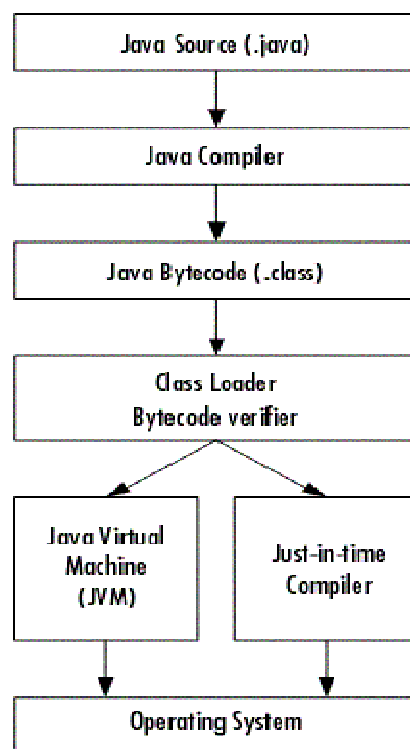 Java Source (.java)
Java Compiler
Java Bytecode (.class)
Class Loader
Bytecode verifier
Java Virtual
Machine
(JVM)
Just-in-time
Compiler
Operating System